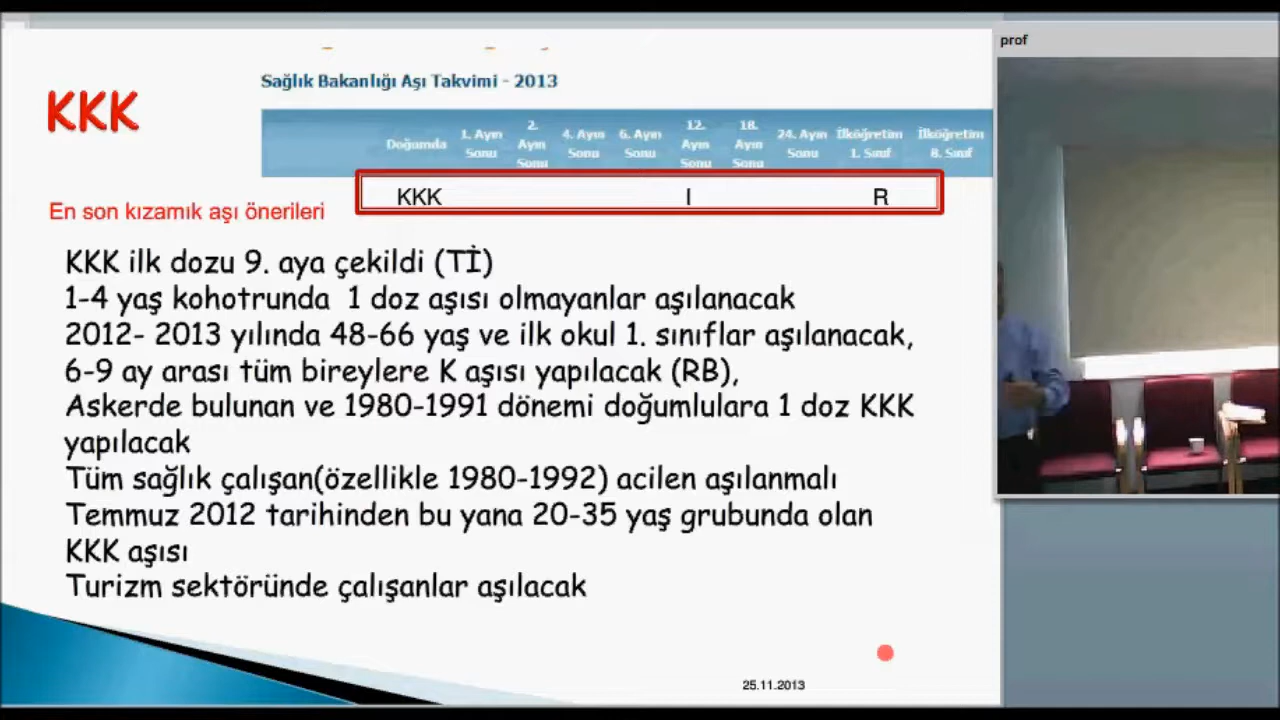 Sağlık Bakanlığı Aşı Takvimi - 2013
KKK
Doğumda 1. Ayın Sonu 2. Ayın Sonu 4. Ayın Sonu 6. Ayın Sonu 12. Ayın Sonu 18. Ayın Sonu 24. Ayın Sonu İlköğretim 1. Sınıf İlköğretim 8. Sınıf
KKK I R
En son kızamık aşı önerileri
KKK ilk dozu 9. aya çekildi (Tİ)
1-4 yaş kohotrunda 1 doz aşısı olmayanlar aşılanacak
2012- 2013 yılında 48-66 yaş ve ilk okul 1. sınıflar aşılanacak,
6-9 ay arası tüm bireylere K aşısı yapılacak (RB),
Askerde bulunan ve 1980-1991 dönemi doğumlulara 1 doz KKK
yapılacak
Tüm sağlık çalışan(özellikle 1980-1992) acilen aşılanmalı
Temmuz 2012 tarihinden bu yana 20-35 yaş grubunda olan
KKK aşısı
Turizm sektöründe çalışanlar aşılacak
25.11.2013
prof